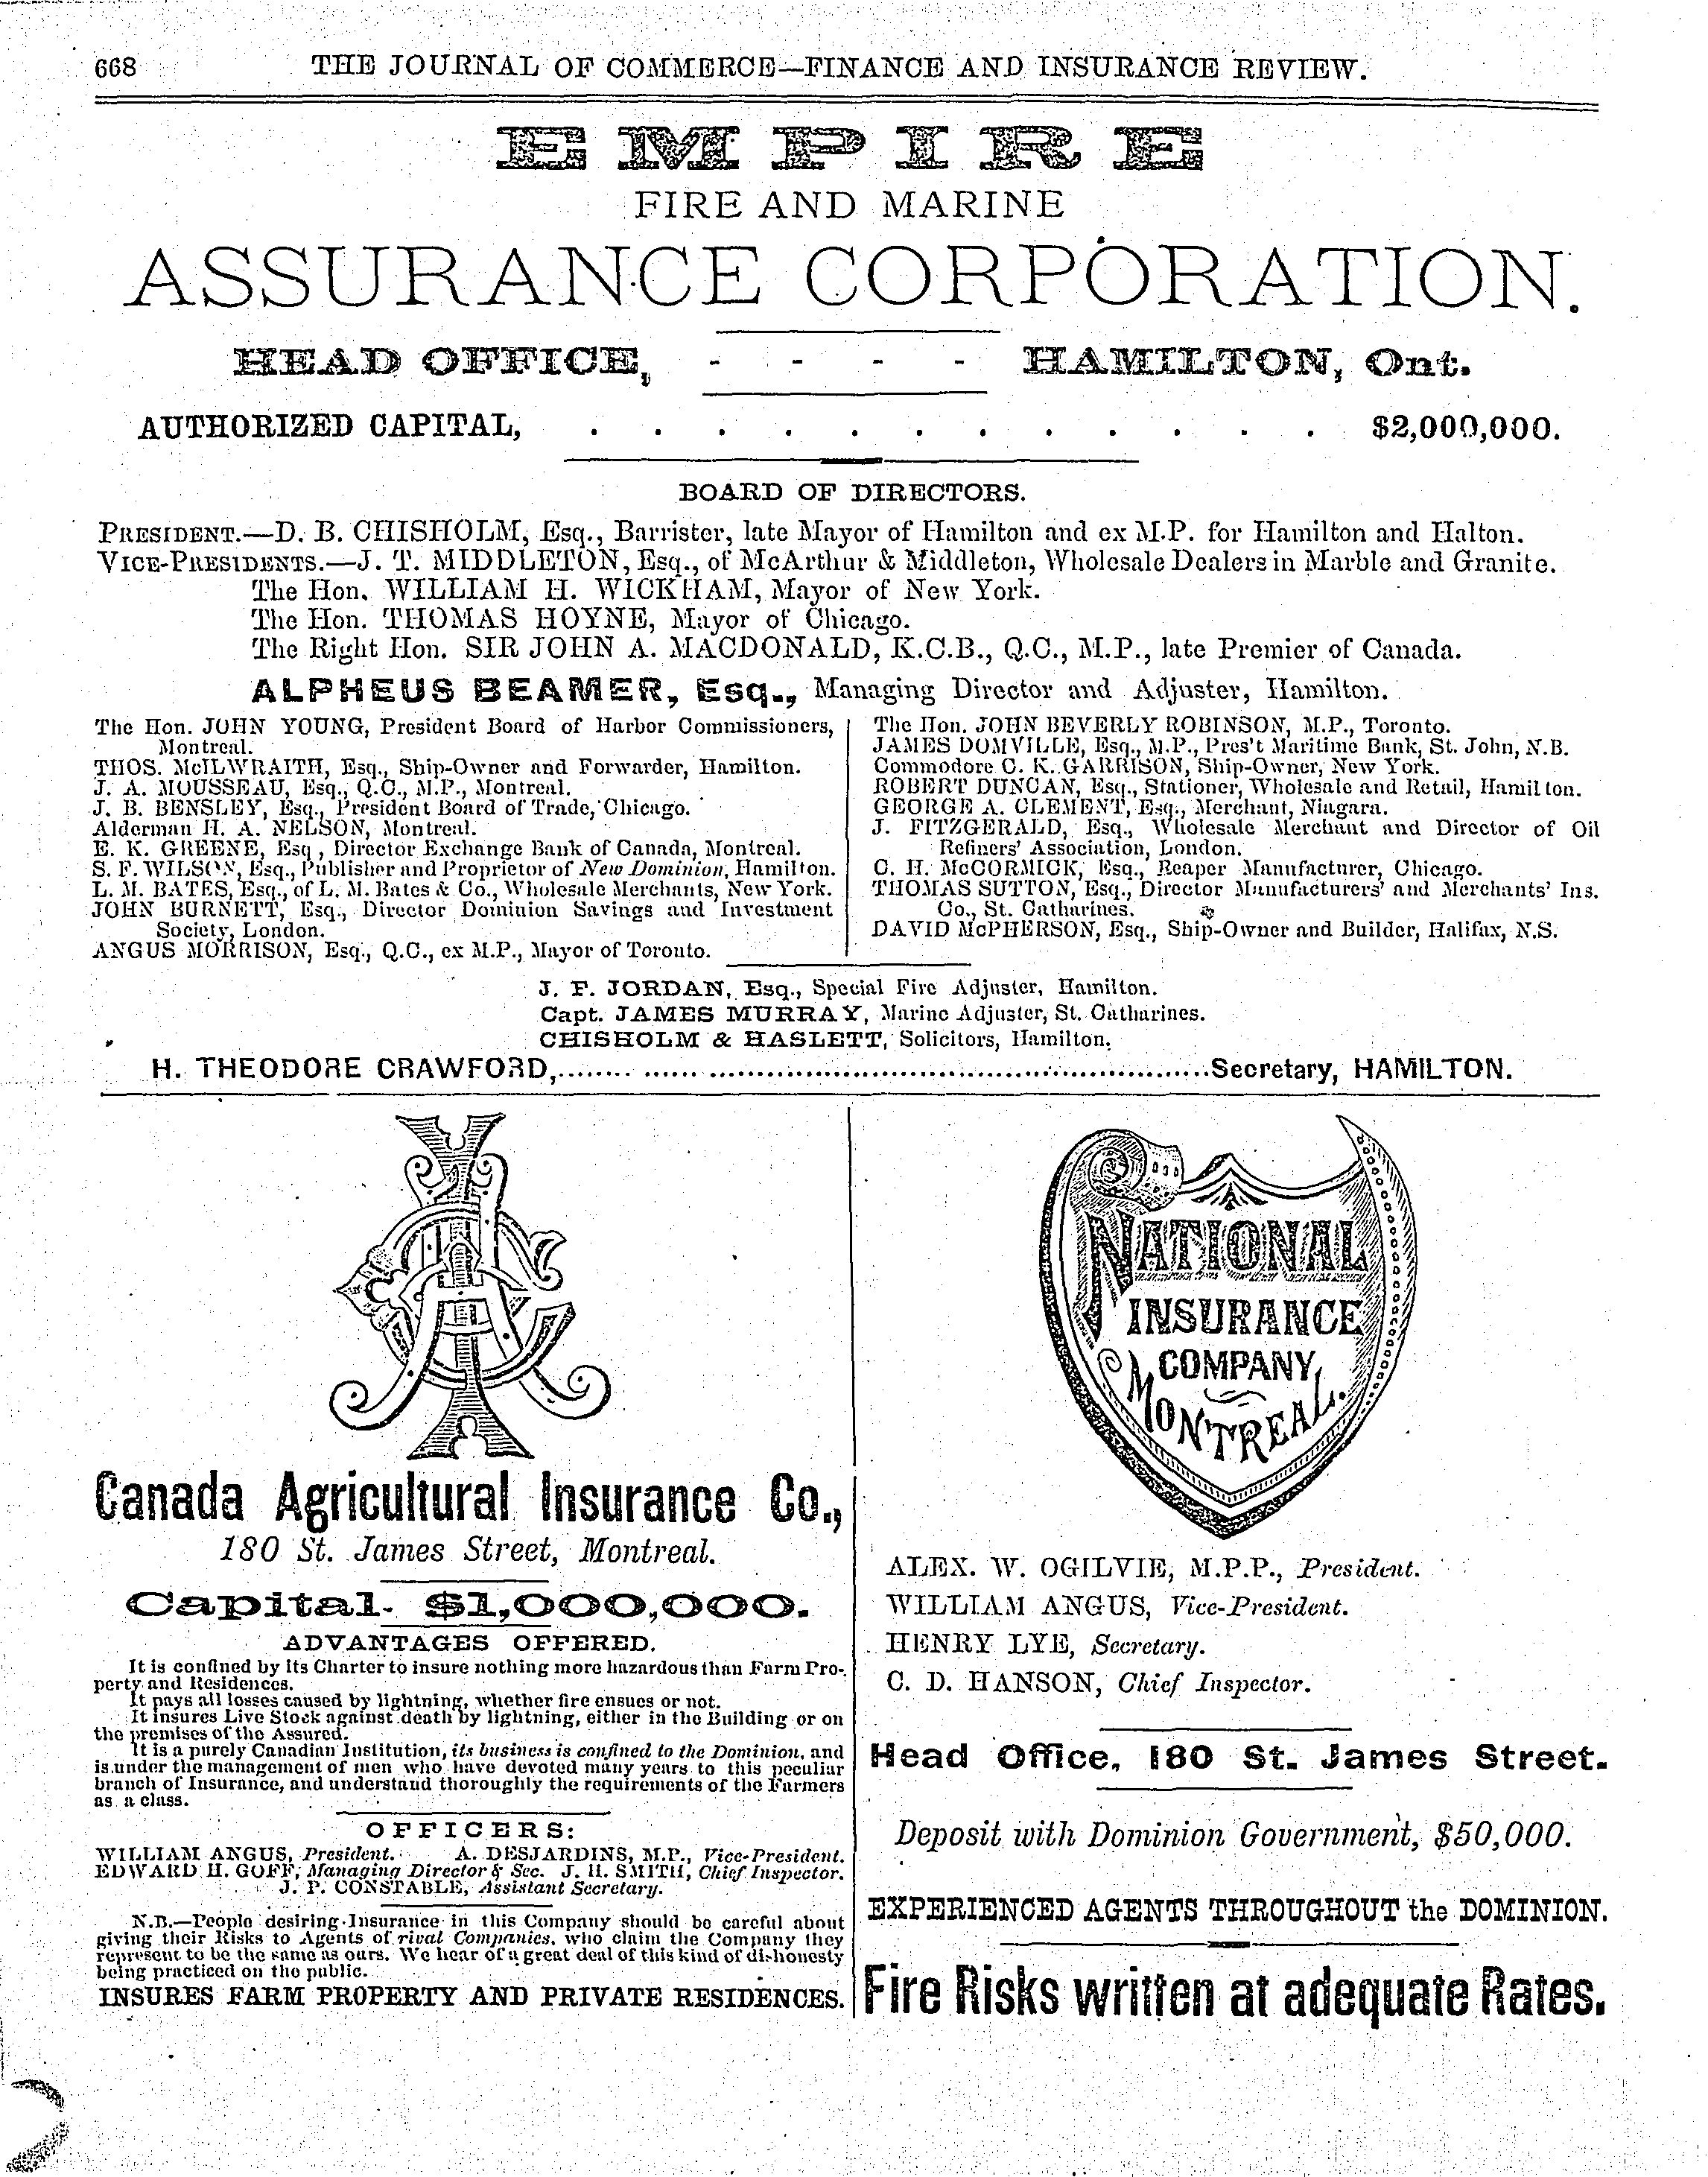 668 THE JOURNAL OF COMMERCE—FINANCE AND INSURANCE REVIEW.
EMPIRE
FIRE AND MARINE
ASSURANCE CORPORATION.
HEAD OFFICE, - - - - HAMILTON, Ont.
AUTHORIZED CAPITAL, . . . . . . . . . . . . $2,000,000.
BOARD OF DIRECTORS.
PRESIDENT.—D. B. CHISHOLM, Esq., Barrister, late Mayor of Hamilton and ex M.P. for Hamilton and Halton.
VICE-PRESIDENTS.—J. T. MIDDLETON, Esq., of McArthur & Middleton, Wholesale Dealers in Marble and Granite.
The Hon. WILLIAM H. WICKHAM, Mayor of New York.
The Hon. THOMAS HOYNE, Mayor of Chicago.
The Right Hon. SIR JOHN A. MACDONALD, K.C.B., Q.C., M.P., late Premier of Canada.
ALPHEUS BEAMER, Esq., Managing Director and Adjuster, Hamilton.
The Hon. JOHN YOUNG, President Board of Harbor Commissioners,
Montreal.
THOS. McILWRAITH, Esq., Ship-Owner and Forwarder, Hamilton.
J. A. MOUSSEAU, Esq., Q.C., M.P., Montreal.
J. B. BENSLEY, Esq., President Board of Trade, Chicago.
Alderman H. A. NELSON, Montreal.
E. K. GREENE, Esq., Director Exchange Bank of Canada, Montreal.
S. F. WILSON, Esq., Publisher and Proprietor of New Dominion, Hamilton.
L. M. BATES, Esq., of L. M. Bates & Co., Wholesale Merchants, New York.
JOHN BURNETT, Esq., Director Dominion Savings and Investment
Society, London.
ANGUS MORRISON, Esq., Q.C., ex M.P., Mayor of Toronto.
The Hon. JOHN BEVERLY ROBINSON, M.P., Toronto.
JAMES DOMVILLE, Esq., M.P., Pres't Maritime Bank, St. John, N.B.
Commodore C. K. GARRISON, Ship-Owner, New York.
ROBERT DUNCAN, Esq., Stationer, Wholesale and Retail, Hamilton.
GEORGE A. CLEMENT, Esq., Merchant, Niagara.
J. FITZGERALD, Esq., Wholesale Merchant and Director of Oil
Refiners' Association, London.
C. H. McCORMICK, Esq., Reaper Manufacturer, Chicago.
THOMAS SUTTON, Esq., Director Manufacturers' and Merchants' Ins.
Co., St. Catharines.
DAVID McPHERSON, Esq., Ship-Owner and Builder, Halifax, N.S.
J. F. JORDAN, Esq., Special Fire Adjuster, Hamilton.
Capt. JAMES MURRAY, Marine Adjuster, St. Catharines.
CHISHOLM & HASLETT, Solicitors, Hamilton.
H. THEODORE CRAWFORD,..........Secretary, HAMILTON.
Canada Agricultural Insurance Co.,
180 St. James Street, Montreal.
Capital- $1,000,000.
ADVANTAGES OFFERED.
It is confined by its Charter to insure nothing more hazardous than Farm Pro-
perty and Residences.
It pays all losses caused by lightning, whether fire ensues or not.
It insures Live Stock against death by lightning, either in the Building or on
the premises of the Assured.
It is a purely Canadian Institution, its business is confined to the Dominion, and
is under the management of men who have devoted many years to this peculiar
branch of Insurance, and understand thoroughly the requirements of the Farmers
as a class.
OFFICERS:
WILLIAM ANGUS, President. A. DESJARDINS, M.P., Vice-President.
EDWARD H. GOFF, Managing Director & Sec. J. H. SMITH, Chief Inspector.
J. P. CONSTABLE, Assistant Secretary.
N.B.—People desiring Insurance in this Company should be careful about
giving their Risks to Agents of rival Companies, who claim the Company they
represent to be the same as ours. We hear of a great deal of this kind of dishonesty
being practiced on the public.
INSURES FARM PROPERTY AND PRIVATE RESIDENCES.
NATIONAL
INSURANCE
COMPANY,
MONTREAL.
ALEX. W. OGILVIE, M.P.P., President.
WILLIAM ANGUS, Vice-President.
HENRY LYE, Secretary.
C. D. HANSON, Chief Inspector.
Head Office, 180 St. James Street.
Deposit with Dominion Government, $50,000.
EXPERIENCED AGENTS THROUGHOUT the DOMINION.
Fire Risks written at adequate Rates.